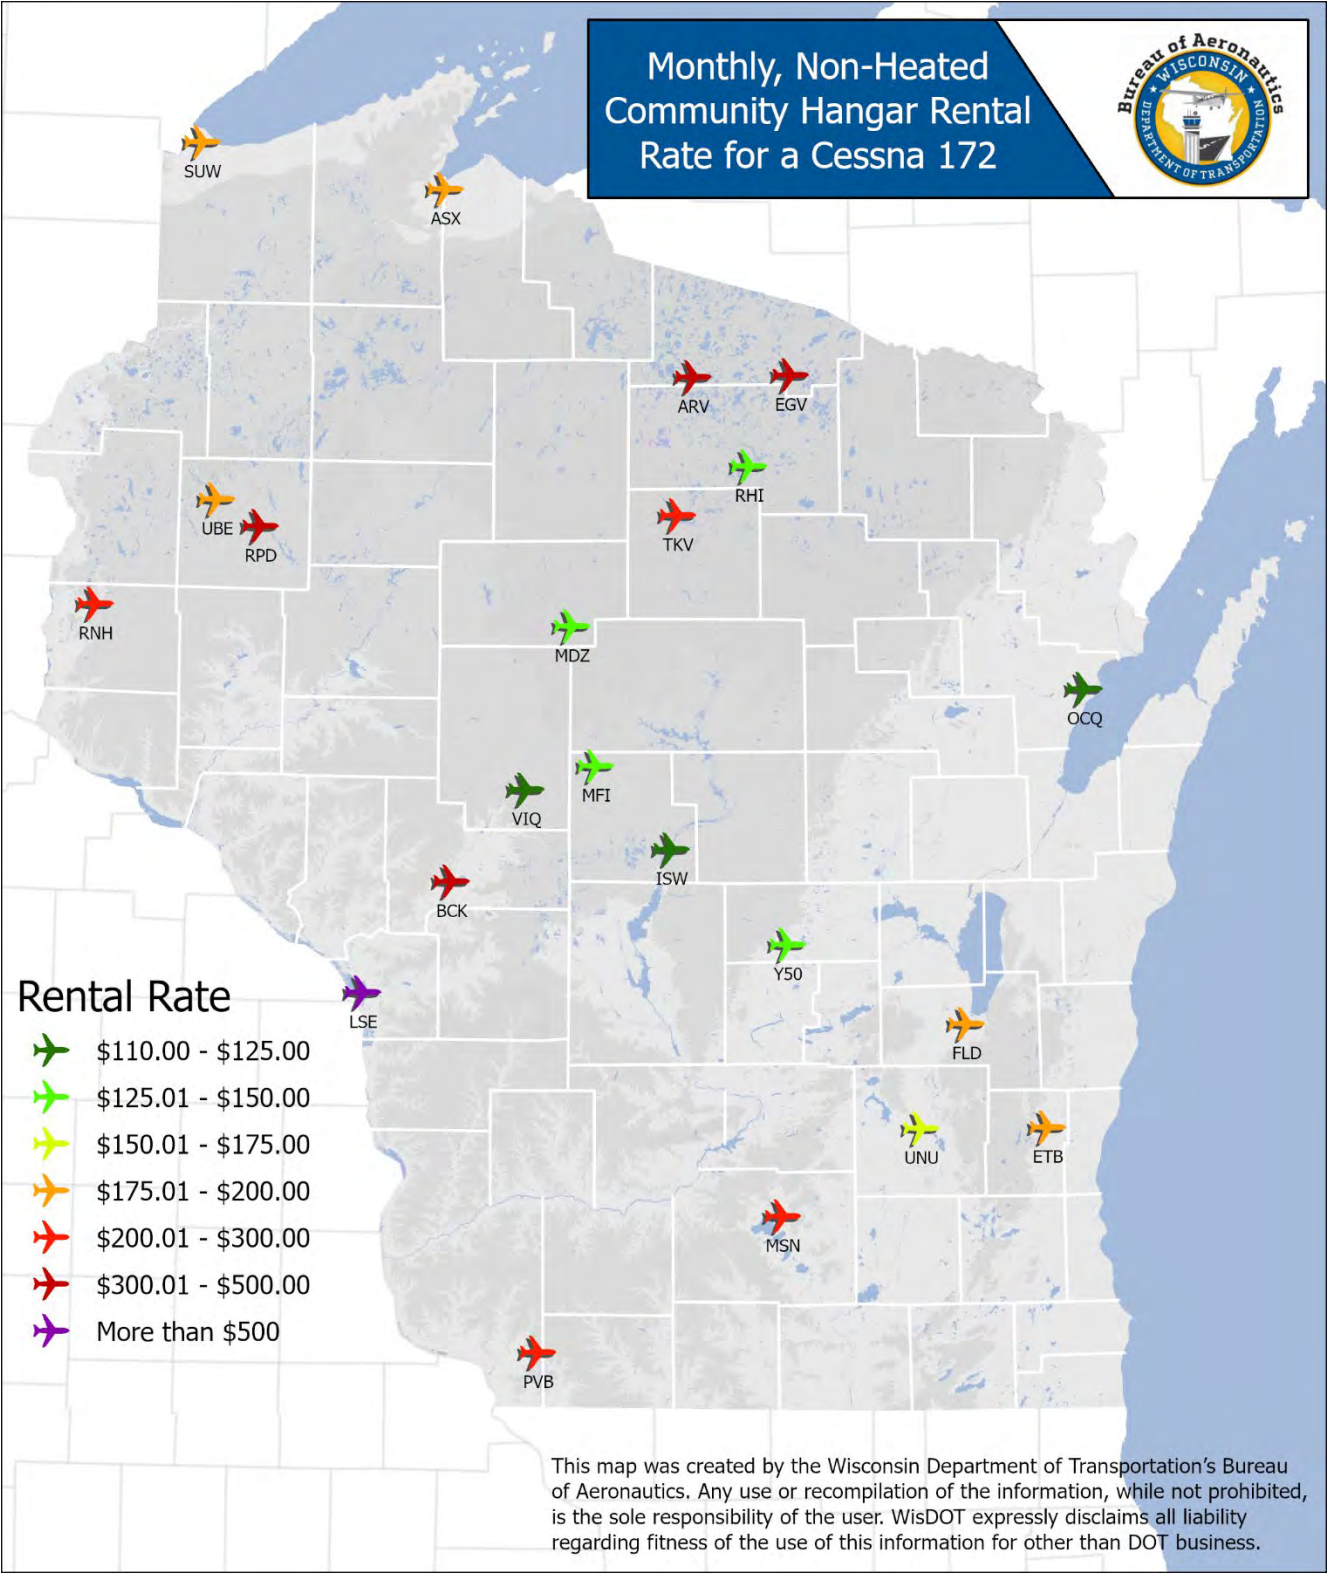 Monthly, Non-Heated
Community Hangar Rental
Rate for a Cessna 172
Bureau of Aeronautics
WISCONSIN
DEPARTMENT OF TRANSPORTATION
SUW
ASX
ARV
EGV
RHI
UBE
RPD
TKV
RNH
MDZ
OCQ
VIQ
MFI
ISW
BCK
Y50
LSE
FLD
UNU
ETB
MSN
PVB
Rental Rate
$110.00 - $125.00
$125.01 - $150.00
$150.01 - $175.00
$175.01 - $200.00
$200.01 - $300.00
$300.01 - $500.00
More than $500
This map was created by the Wisconsin Department of Transportation's Bureau
of Aeronautics. Any use or recompilation of the information, while not prohibited,
is the sole responsibility of the user. WisDOT expressly disclaims all liability
regarding fitness of the use of this information for other than DOT business.